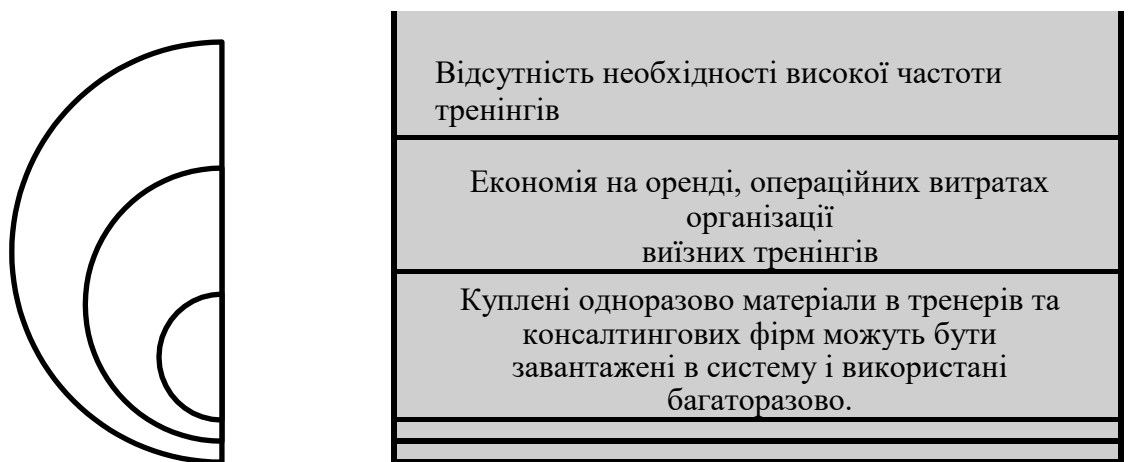 Відсутність необхідності високої частоти
тренінгів
Економія на оренді, операційних витратах
організації
виїзних тренінгів
Куплені одноразово матеріали в тренерів та
консалтингових фірм можуть бути
завантажені в систему і використані
багаторазово.